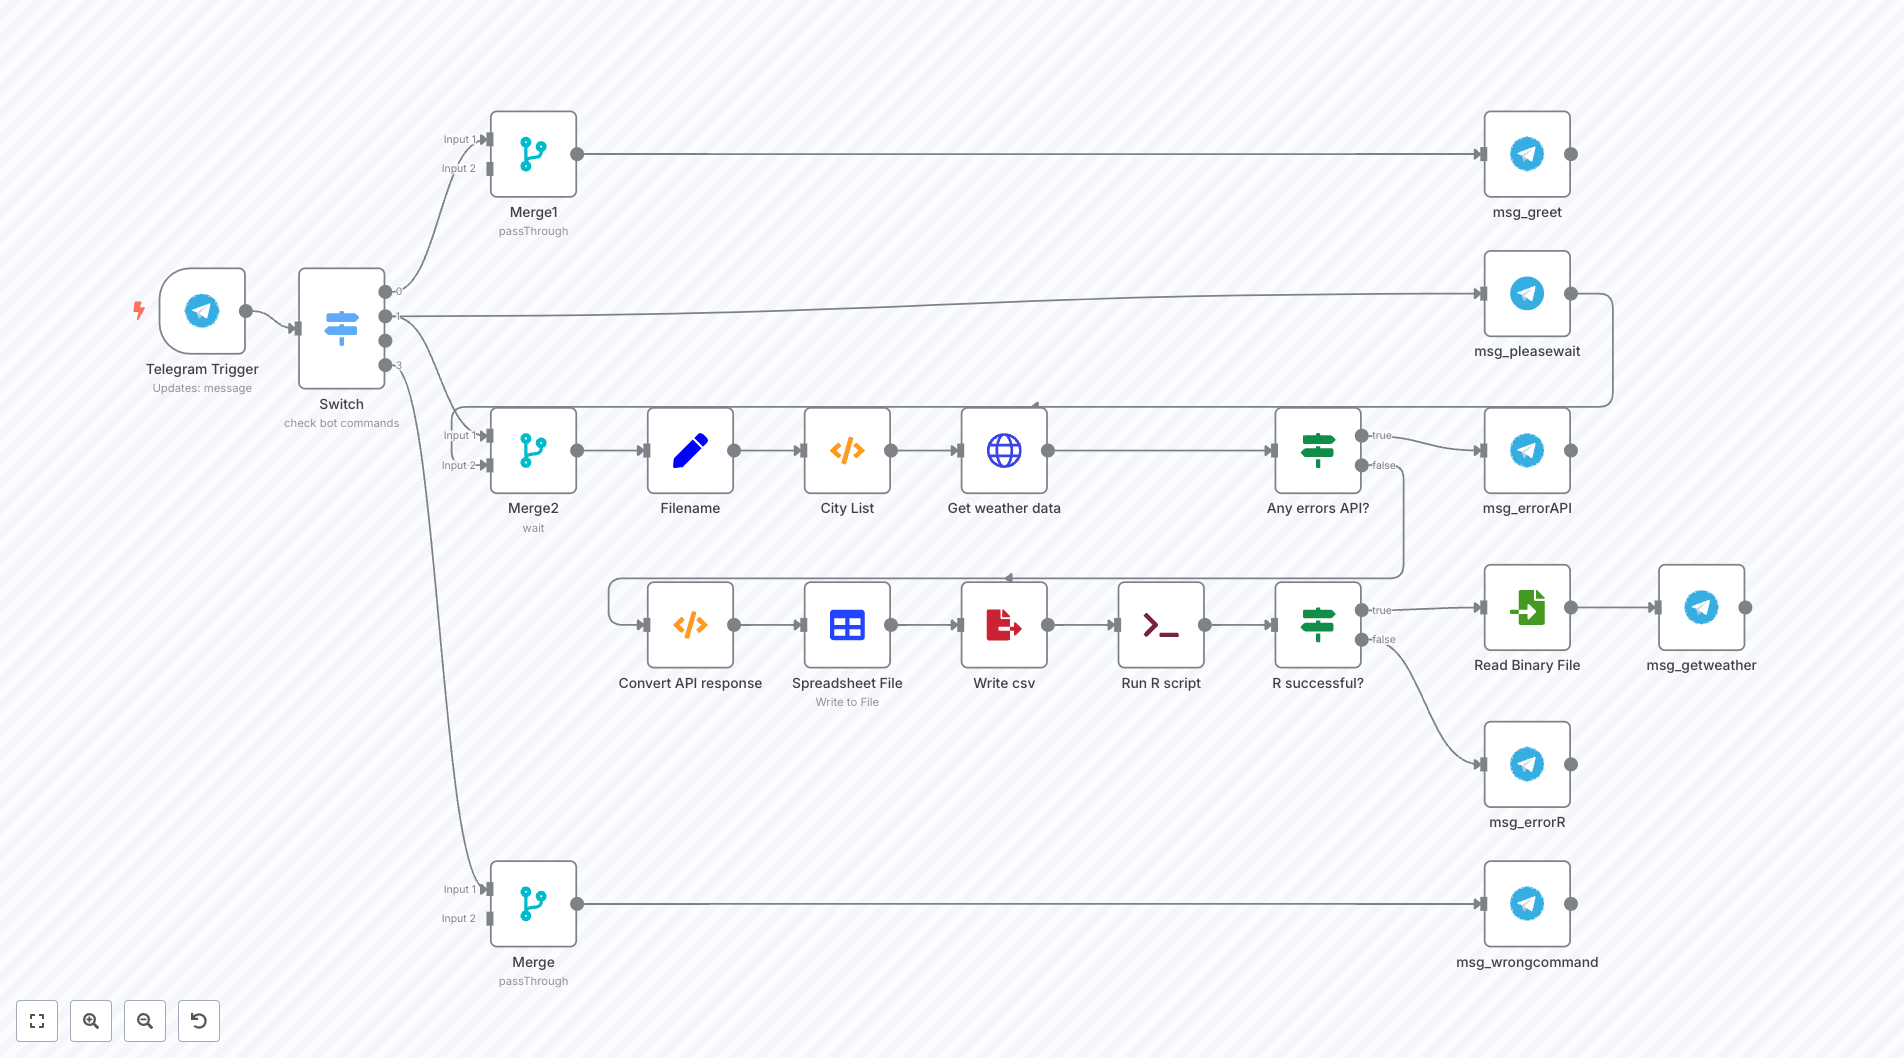 Input 1
Input 2
Merge1
passThrough
msg_greet
Telegram Trigger
Updates: message
0
1
3
Switch
check bot commands
msg_pleasewait
Input 1
Input 2
Merge2
wait
Filename
City List
Get weather data
true
false
Any errors API?
msg_errorAPI
Convert API response
Spreadsheet File
Write to File
Write csv
Run R script
true
false
R successful?
Read Binary File
msg_getweather
msg_errorR
Input 1
Input 2
Merge
passThrough
msg_wrongcommand